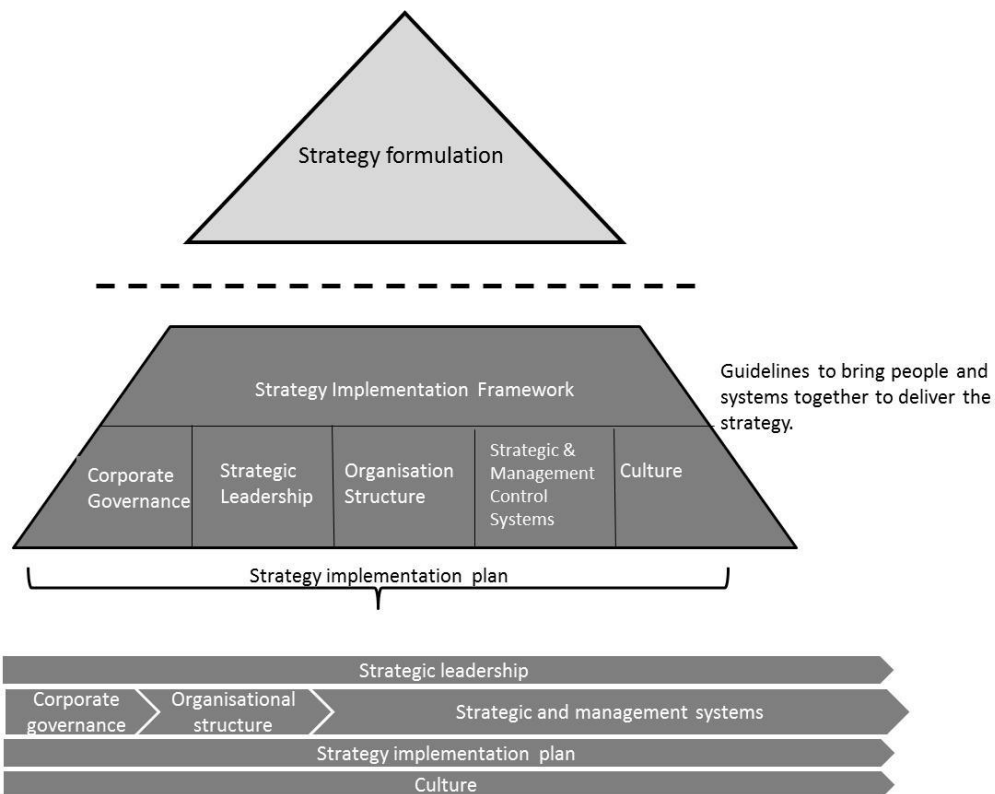 Strategy formulation
Strategy Implementation Framework
Guidelines to bring people and
systems together to deliver the
strategy.
Corporate
Governance
Strategic
Leadership
Organisation
Structure
Strategic &
Management
Control
Systems
Culture
Strategy implementation plan
Strategic leadership
Corporate
governance
Organisational
structure
Strategic and management systems
Strategy implementation plan
Culture